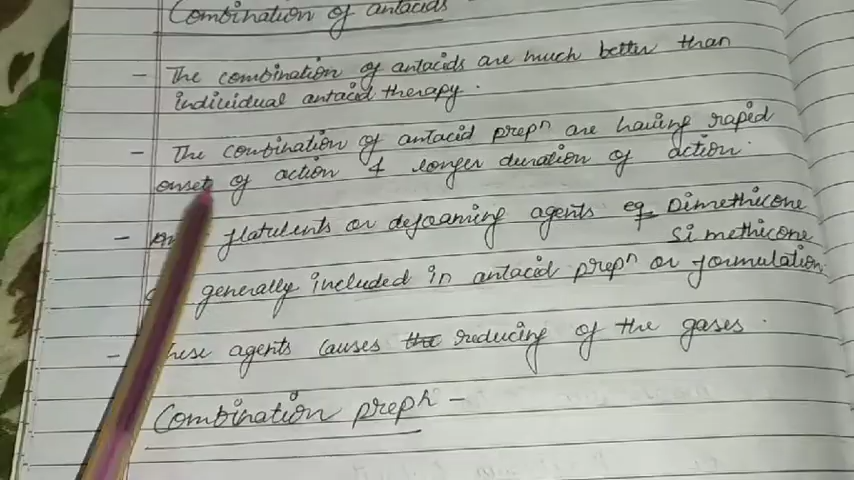 Combination of antacids
- The combination of antacids are much better than
individual antacid therapy.
- The combination of antacid prepⁿ are having rapid
onset of action & longer duration of action.
- flatulents or defoaming agents eg Dimethicone
Simethicone
generally included in antacid prepⁿ or formulation.
- agents causes reducing of the gases.
Combination prepⁿ -